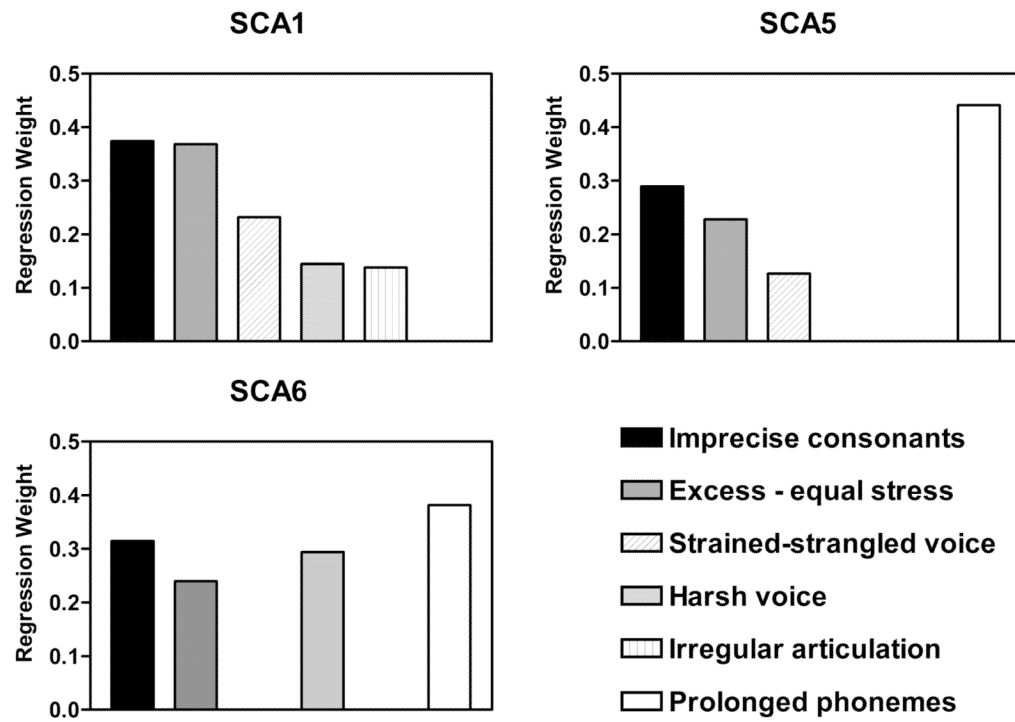 SCA1
Regression Weight
0.5
0.4
0.3
0.2
0.1
0.0
SCA5
Regression Weight
0.5
0.4
0.3
0.2
0.1
0.0
SCA6
Regression Weight
0.5
0.4
0.3
0.2
0.1
0.0
Imprecise consonants
Excess - equal stress
Strained-strangled voice
Harsh voice
Irregular articulation
Prolonged phonemes